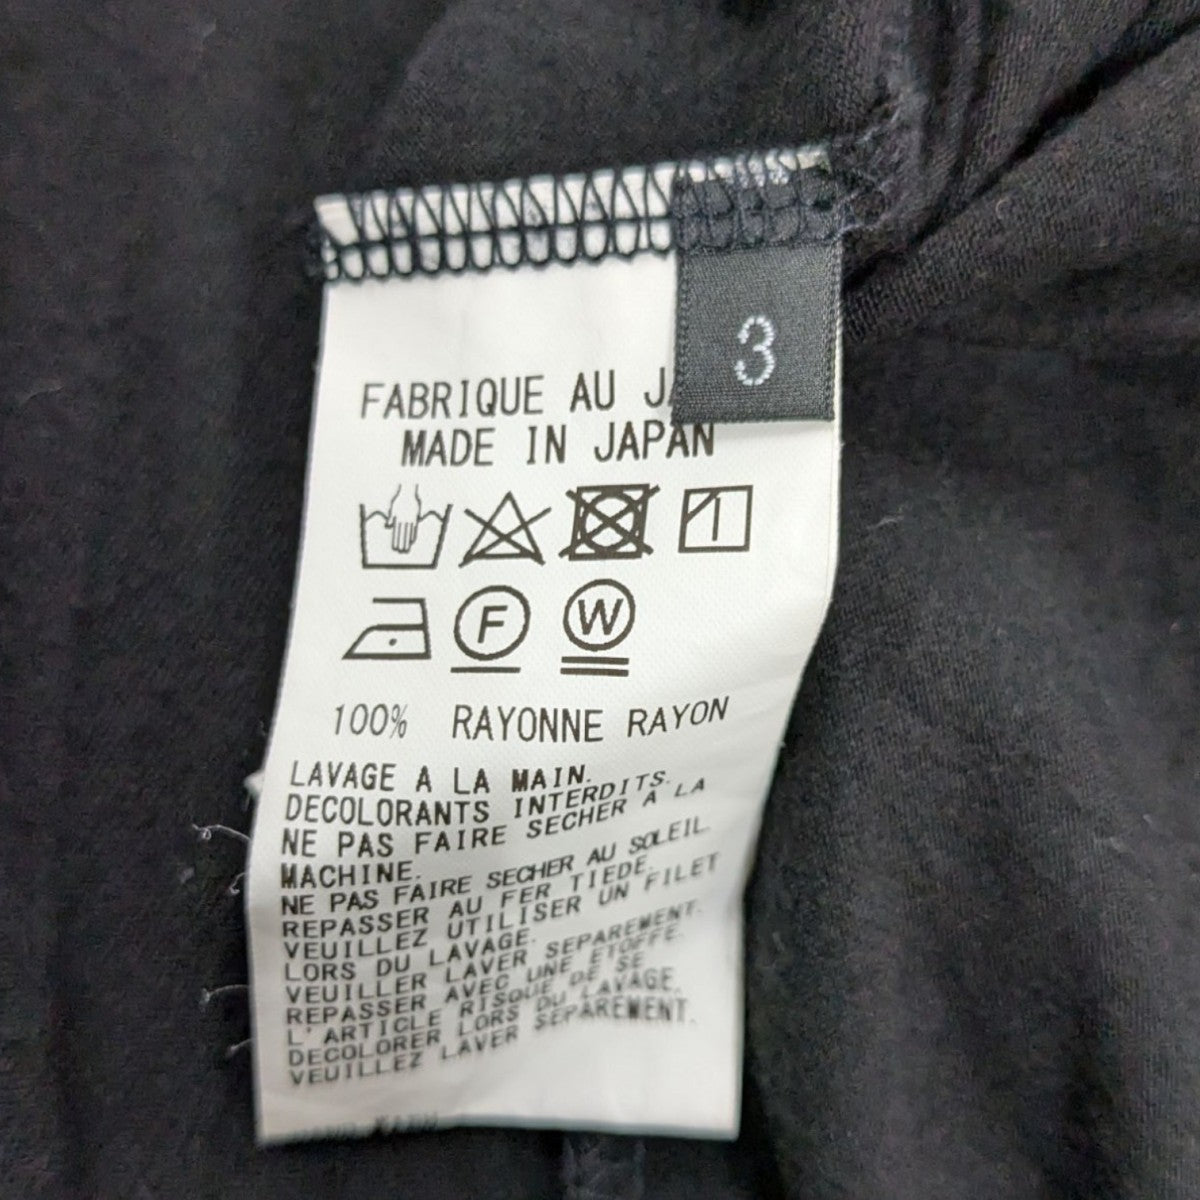 3
FABRIQUE AU
MADE IN JAPAN
F W
100% RAYONNE RAYON
LAVAGE A LA MAIN.
DECOLORANTS INTERDITS.
NE PAS FAIRE SECHER A LA
MACHINE.
NE PAS FAIRE SECHER AU SOLEIL
REPASSER AU FER TIEDE.
VEUILLEZ UTILISER UN FILET
LORS DU LAVAGE.
VEUILLER LAVER SEPAREMENT.
REPASSER AVEC UNE ETOFFE.
L'ARTICLE RISQUE DE SE
DECOLORER LORS DU LAVAGE.
VEUILLEZ LAVER SEPAREMENT.